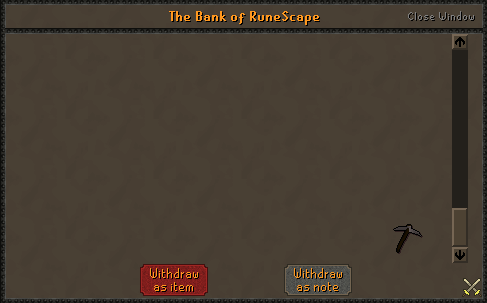 The Bank of RuneScape
Close Window
Withdraw
as item
Withdraw
as note